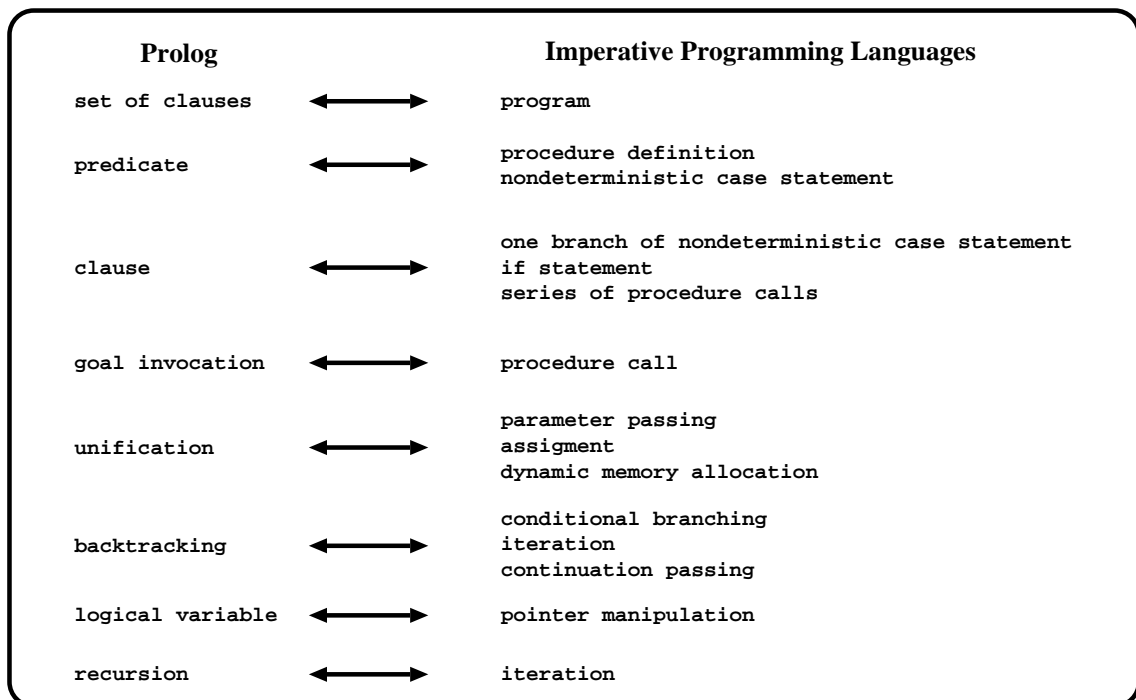 Prolog Imperative Programming Languages
set of clauses program
predicate procedure definition
nondeterministic case statement
clause one branch of nondeterministic case statement
if statement
series of procedure calls
goal invocation procedure call
unification parameter passing
assigment
dynamic memory allocation
backtracking conditional branching
iteration
continuation passing
logical variable pointer manipulation
recursion iteration